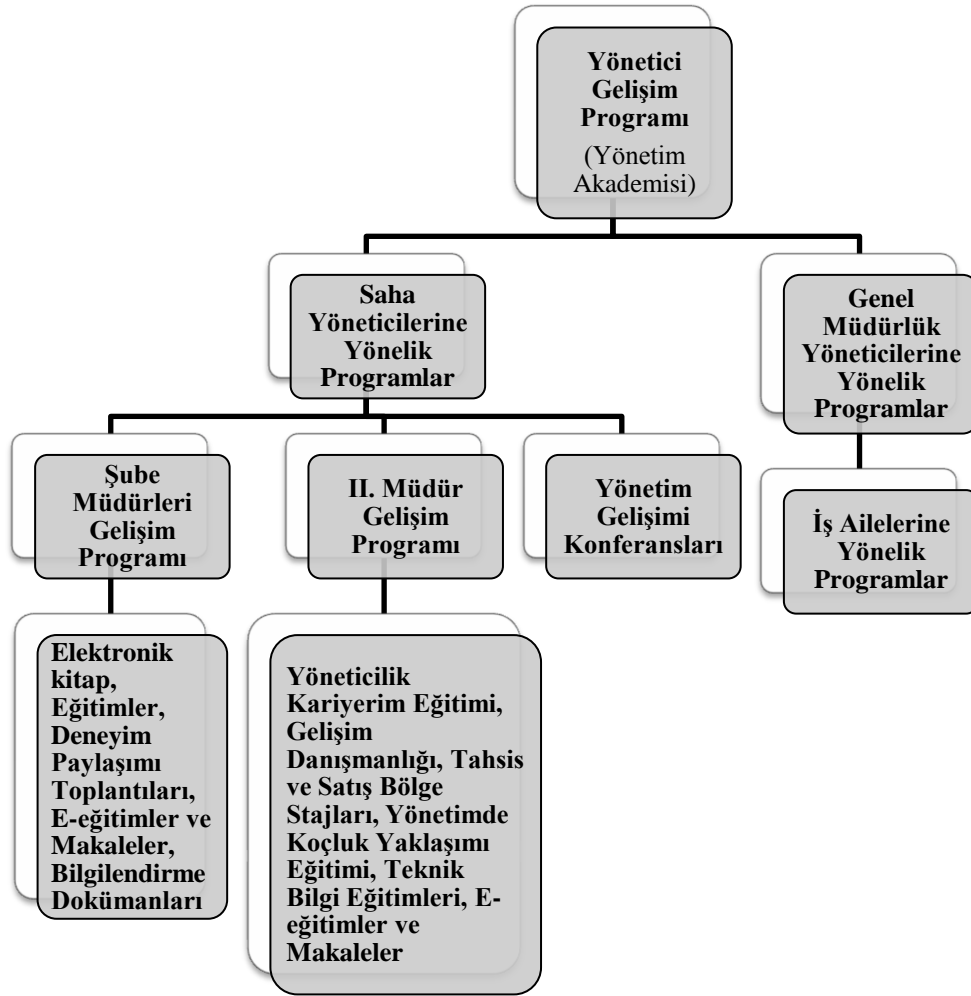 Yönetici
Gelişim
Programı
(Yönetim
Akademisi)
Saha
Yöneticilerine
Yönelik
Programlar
Genel
Müdürlük
Yöneticilerine
Yönelik
Programlar
Şube
Müdürleri
Gelişim
Programı
II. Müdür
Gelişim
Programı
Yönetim
Gelişimi
Konferansları
İş Ailelerine
Yönelik
Programlar
Elektronik
kitap,
Eğitimler,
Deneyim
Paylaşımı
Toplantıları,
E-eğitimler ve
Makaleler,
Bilgilendirme
Dokümanları
Yöneticilik
Kariyerim Eğitimi,
Gelişim
Danışmanlığı, Tahsis
ve Satış Bölge
Stajları, Yönetimde
Koçluk Yaklaşımı
Eğitimi, Teknik
Bilgi Eğitimleri, E-
eğitimler ve
Makaleler